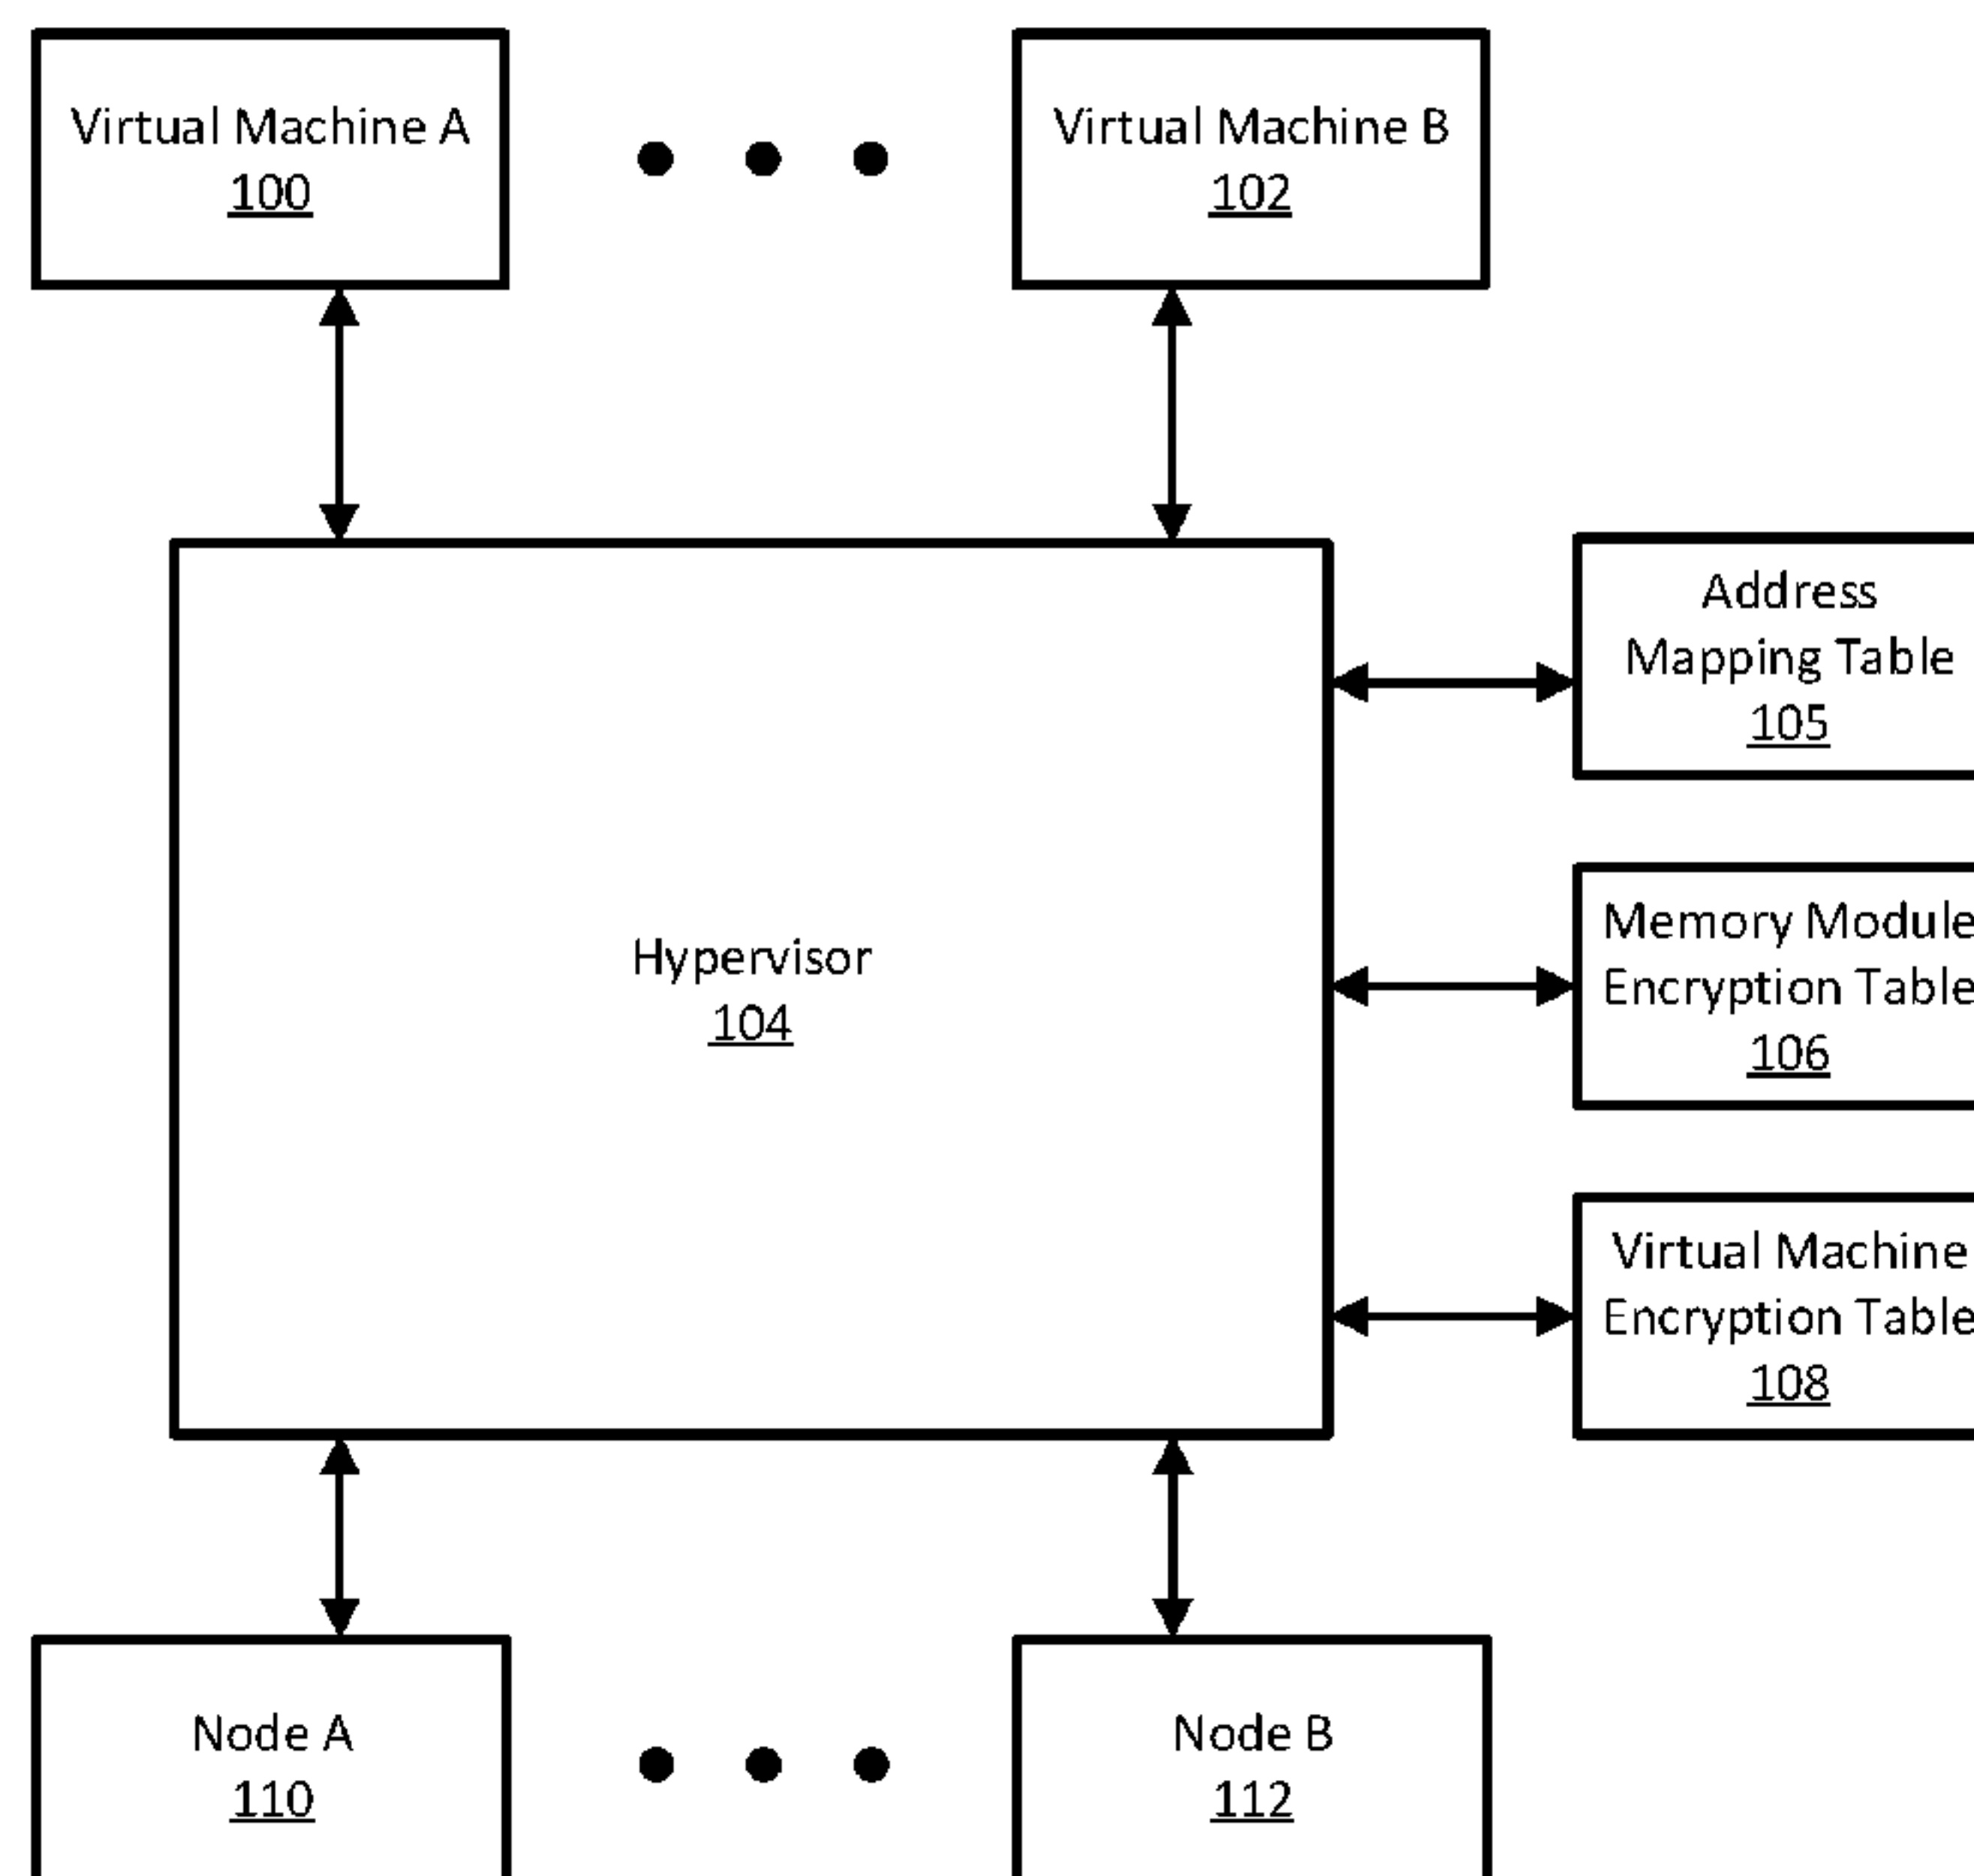 Virtual Machine A
100
Virtual Machine B
102
Hypervisor
104
Address
Mapping Table
105
Memory Module
Encryption Table
106
Virtual Machine
Encryption Table
108
Node A
110
Node B
112